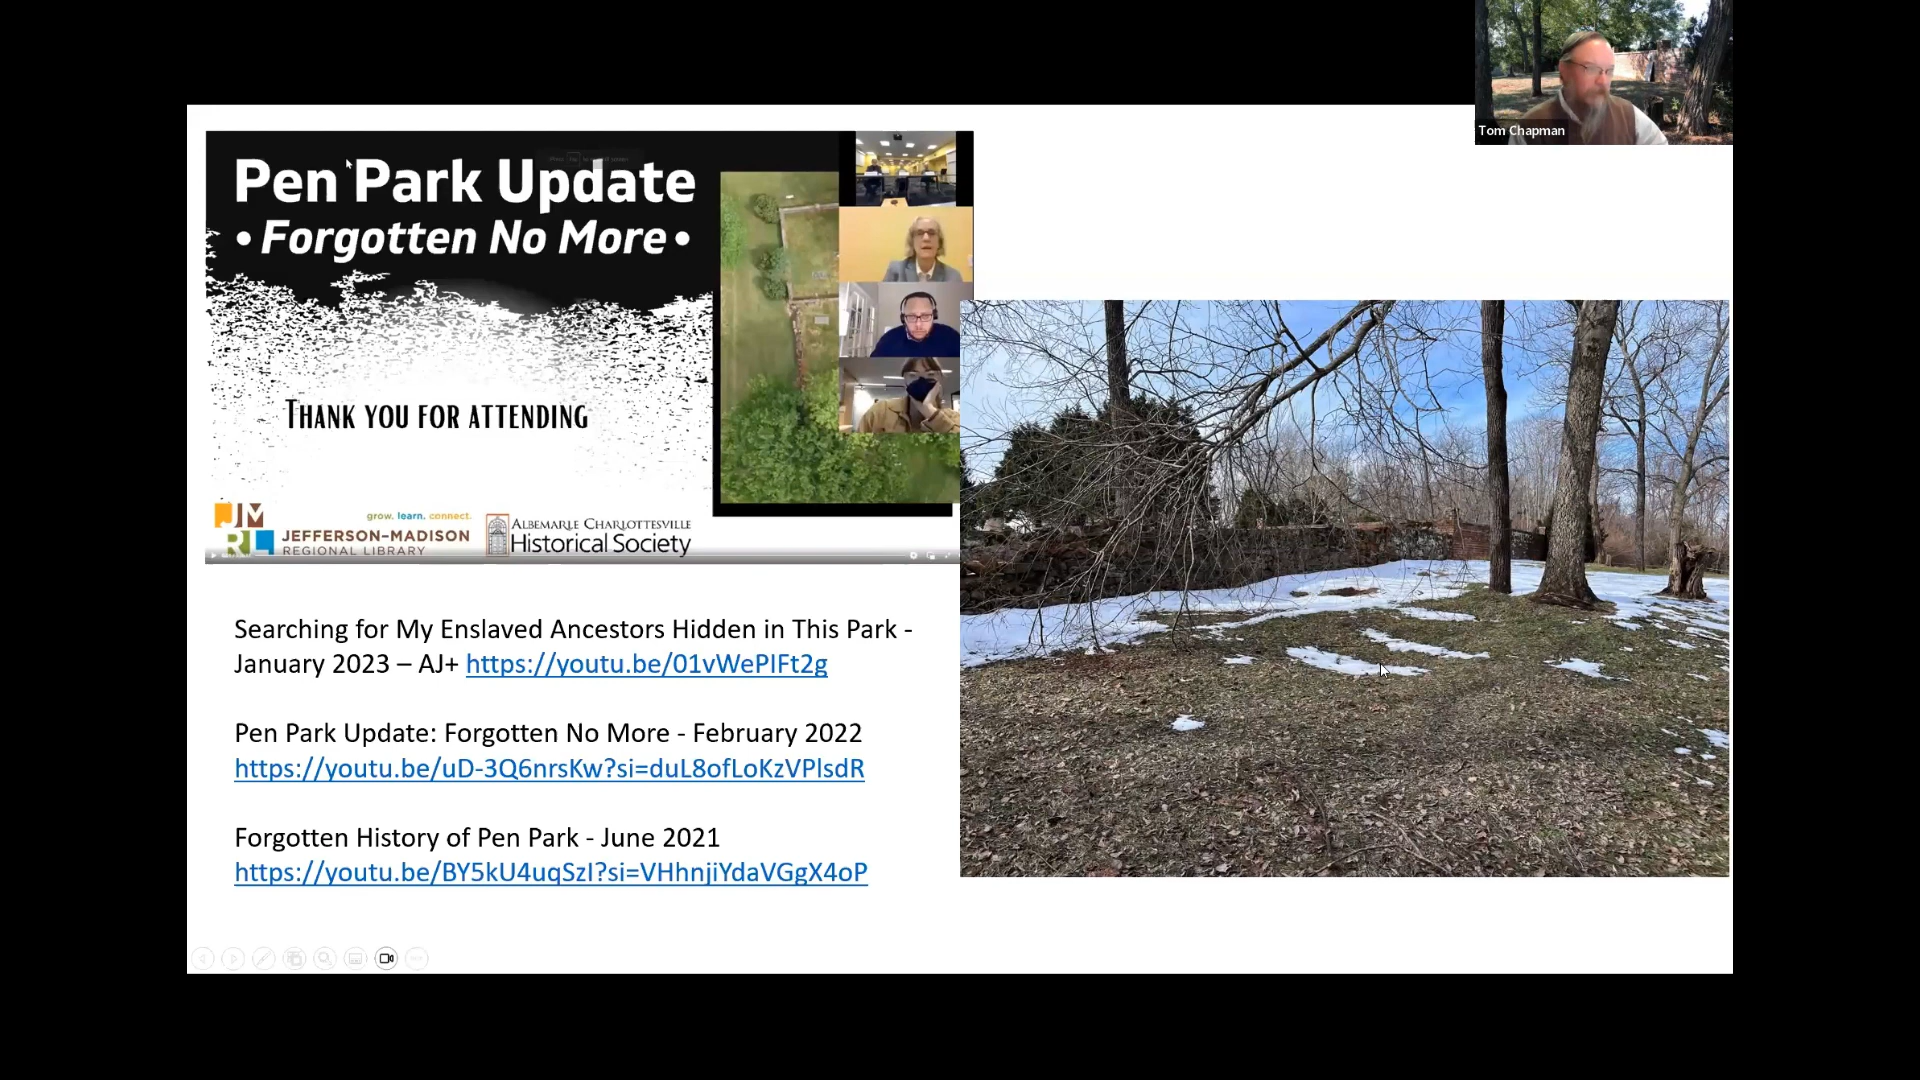 Tom Chapman
Pen Park Update
• Forgotten No More •
THANK YOU FOR ATTENDING
JM
RL
grow. learn. connect.
JEFFERSON-MADISON
REGIONAL LIBRARY
ALBEMARLE CHARLOTTESVILLE
Historical Society
Searching for My Enslaved Ancestors Hidden in This Park -
January 2023 – AJ+ https://youtu.be/01vWePIFt2g
Pen Park Update: Forgotten No More - February 2022
https://youtu.be/uD-3Q6nrsKw?si=duL8ofLoKzVPlsdR
Forgotten History of Pen Park - June 2021
https://youtu.be/BY5kU4uqSzI?si=VHhnjiYdaVGgX4oP